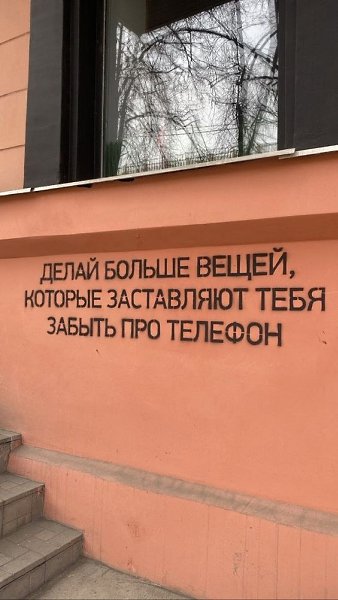 ДЕЛАЙ БОЛЬШЕ ВЕЩЕЙ,
КОТОРЫЕ ЗАСТАВЛЯЮТ ТЕБЯ
ЗАБЫТЬ ПРО ТЕЛЕФОН